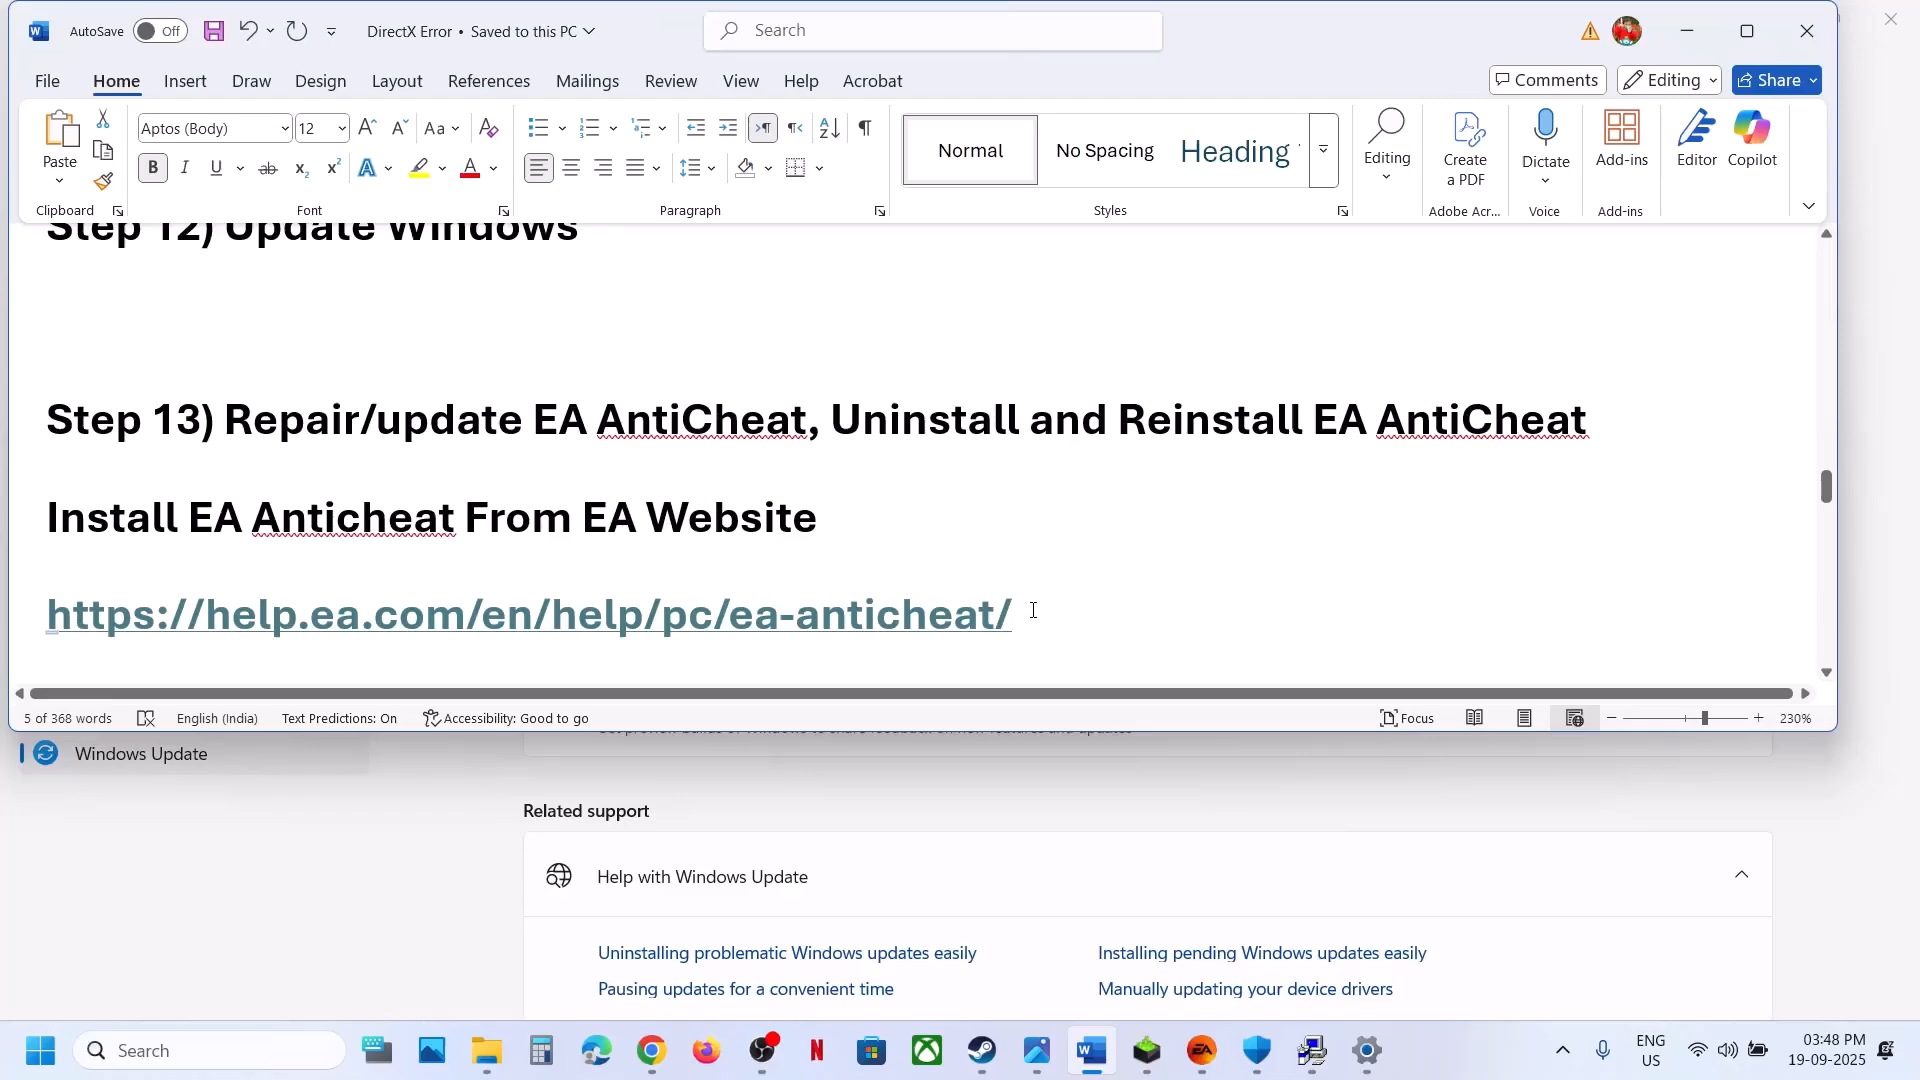 AutoSave Off DirectX Error • Saved to this PC Search
File Home Insert Draw Design Layout References Mailings Review View Help Acrobat Comments Editing Share
Aptos (Body) 12 Aa Normal No Spacing Heading
Paste Editing Create a PDF Dictate Add-ins Editor Copilot
Clipboard Font Paragraph Styles Adobe Acr... Voice Add-ins
Step 12) Update Windows
Step 13) Repair/update EA AntiCheat, Uninstall and Reinstall EA AntiCheat
Install EA Anticheat From EA Website
https://help.ea.com/en/help/pc/ea-anticheat/
5 of 368 words English (India) Text Predictions: On Accessibility: Good to go Focus 230%
Windows Update
Related support
Help with Windows Update
Uninstalling problematic Windows updates easily Installing pending Windows updates easily
Pausing updates for a convenient time Manually updating your device drivers
Search ENG US 03:48 PM 19-09-2025